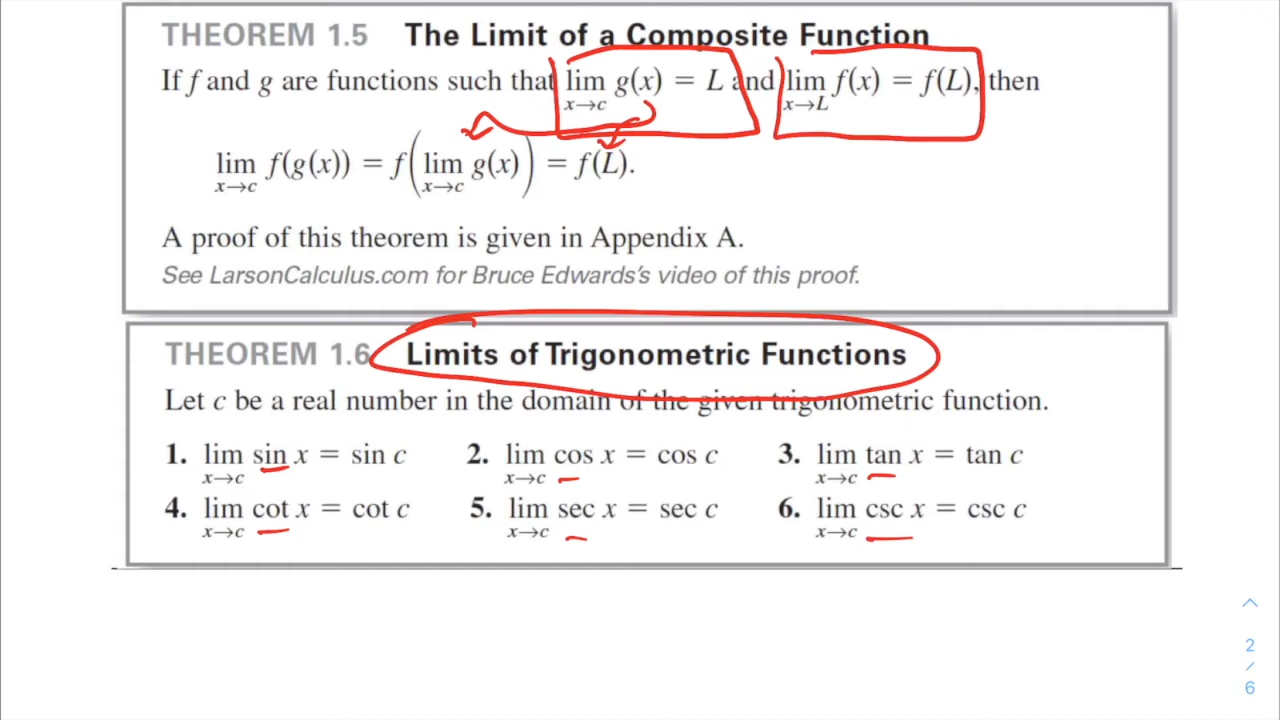 THEOREM 1.5 The Limit of a Composite Function
If f and g are functions such that lim x→c g(x) = L and lim x→L f(x) = f(L), then
lim x→c f(g(x)) = f(lim x→c g(x)) = f(L).
A proof of this theorem is given in Appendix A.
See LarsonCalculus.com for Bruce Edwards's video of this proof.
THEOREM 1.6 Limits of Trigonometric Functions
Let c be a real number in the domain of the given trigonometric function.
1. lim x→c sin x = sin c 2. lim x→c cos x = cos c 3. lim x→c tan x = tan c
4. lim x→c cot x = cot c 5. lim x→c sec x = sec c 6. lim x→c csc x = csc c
2
/
6